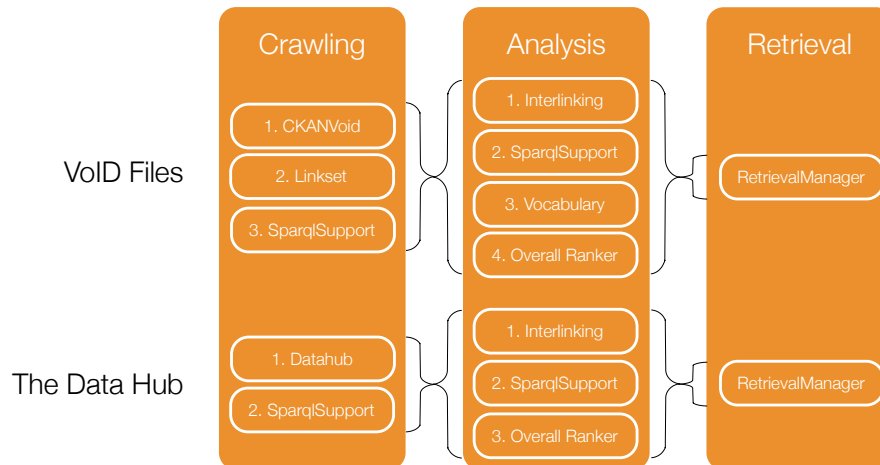 Crawling
Analysis
Retrieval
VoID Files
1. CKANVoid
2. Linkset
3. SparqlSupport
1. Interlinking
2. SparqlSupport
3. Vocabulary
4. Overall Ranker
RetrievalManager
The Data Hub
1. Datahub
2. SparqlSupport
1. Interlinking
2. SparqlSupport
3. Overall Ranker
RetrievalManager